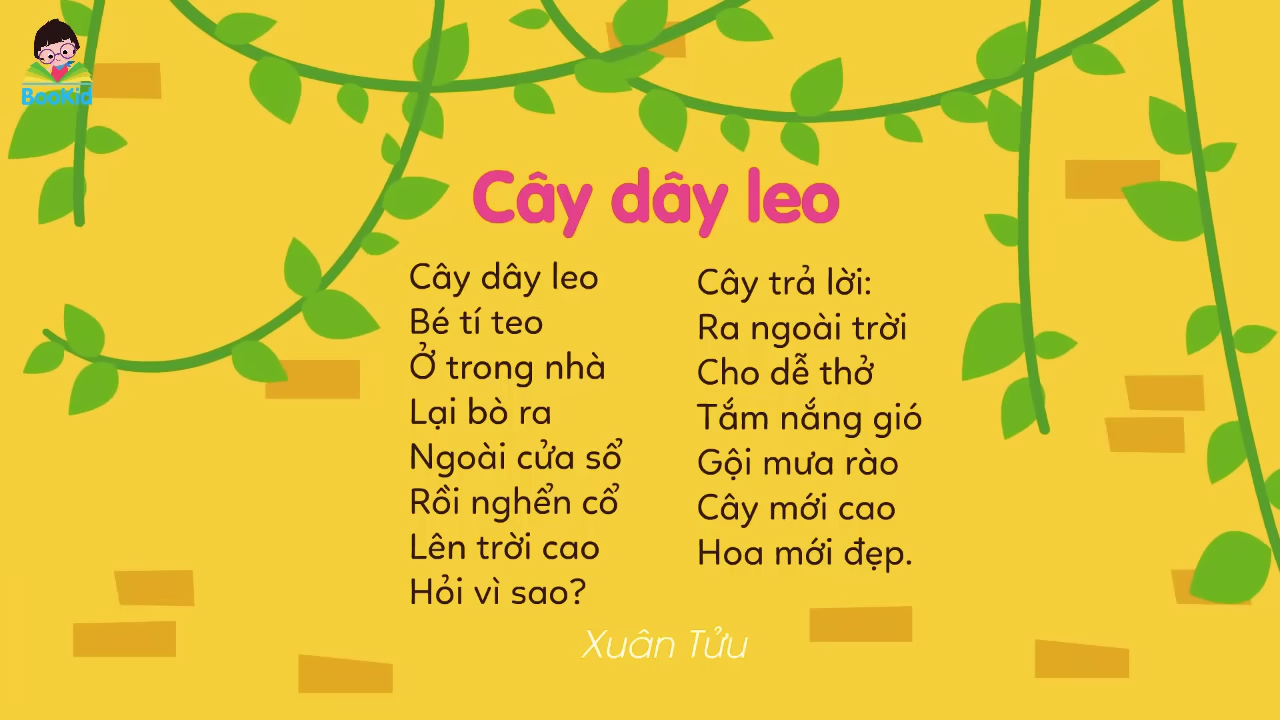 BooKid
Cây dây leo
Cây dây leo
Bé tí teo
Ở trong nhà
Lại bò ra
Ngoài cửa sổ
Rồi nghển cổ
Lên trời cao
Hỏi vì sao?
Cây trả lời:
Ra ngoài trời
Cho dễ thở
Tắm nắng gió
Gội mưa rào
Cây mới cao
Hoa mới đẹp.
Xuân Tửu